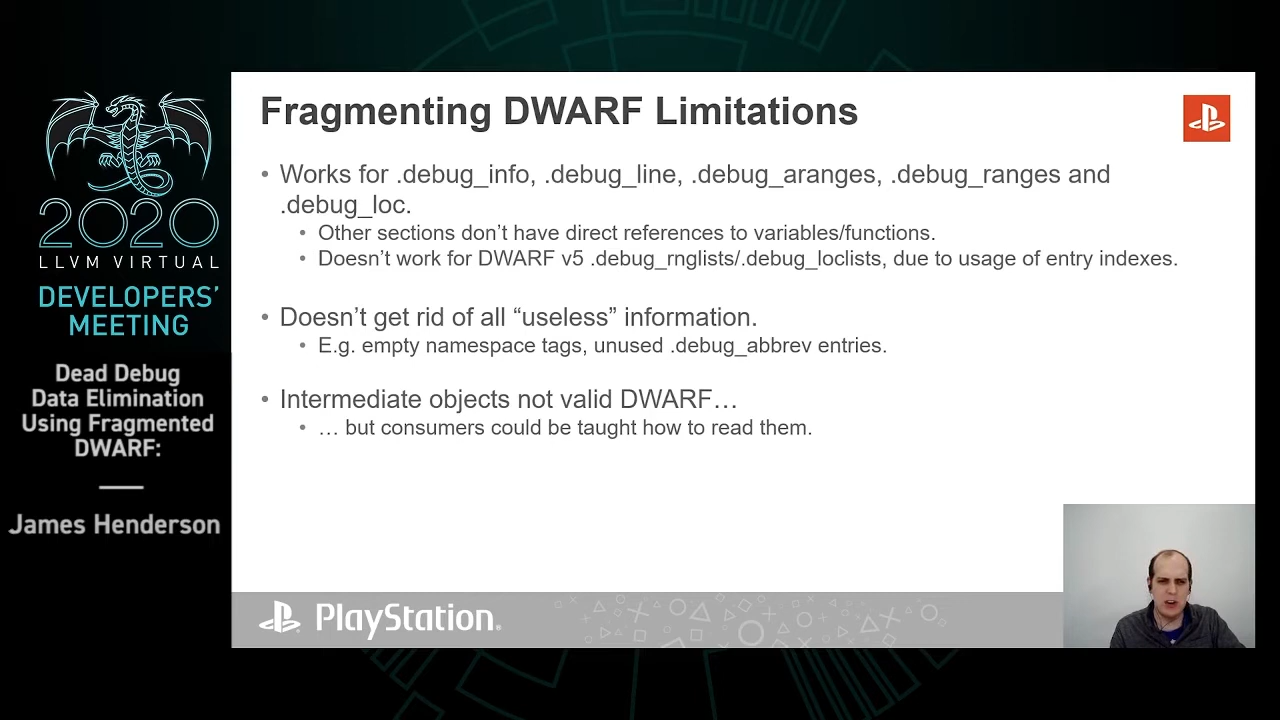 2020
LLVM VIRTUAL
DEVELOPERS’
MEETING
Dead Debug
Data Elimination
Using Fragmented
DWARF:
James Henderson
Fragmenting DWARF Limitations
• Works for .debug_info, .debug_line, .debug_aranges, .debug_ranges and
.debug_loc.
• Other sections don’t have direct references to variables/functions.
• Doesn’t work for DWARF v5 .debug_rnglists/.debug_loclists, due to usage of entry indexes.
• Doesn’t get rid of all “useless” information.
• E.g. empty namespace tags, unused .debug_abbrev entries.
• Intermediate objects not valid DWARF…
• … but consumers could be taught how to read them.
PlayStation®